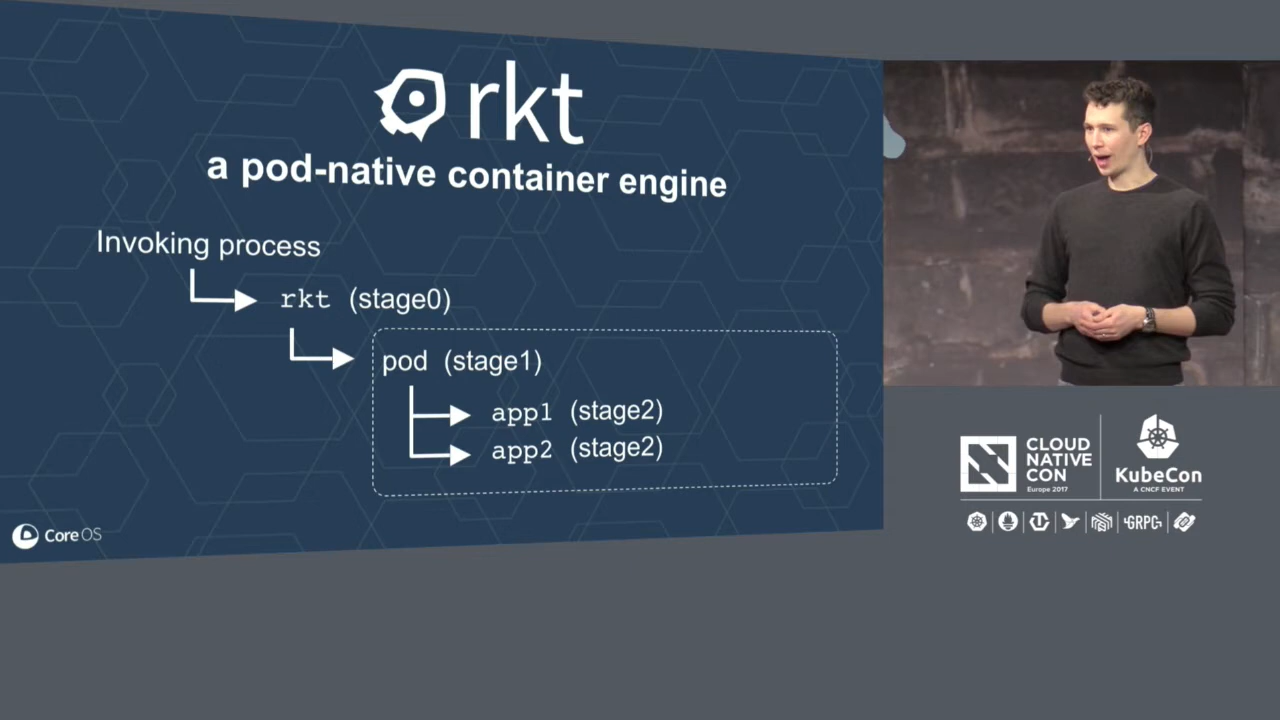 rkt
a pod-native container engine
Invoking process
rkt (stage0)
pod (stage1)
app1 (stage2)
app2 (stage2)
CoreOS
CLOUD
NATIVE
CON
Europe 2017
KubeCon
A CNCF EVENT
GRPC